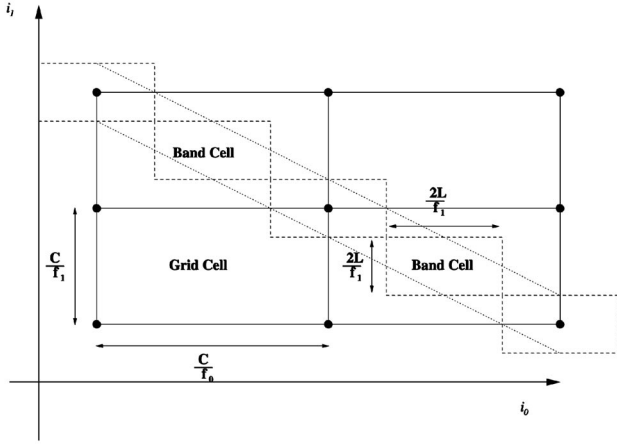 i₁
Band Cell
2L
f₁
C
f₁
Grid Cell
2L
f₁
Band Cell
C
f₀
i₀